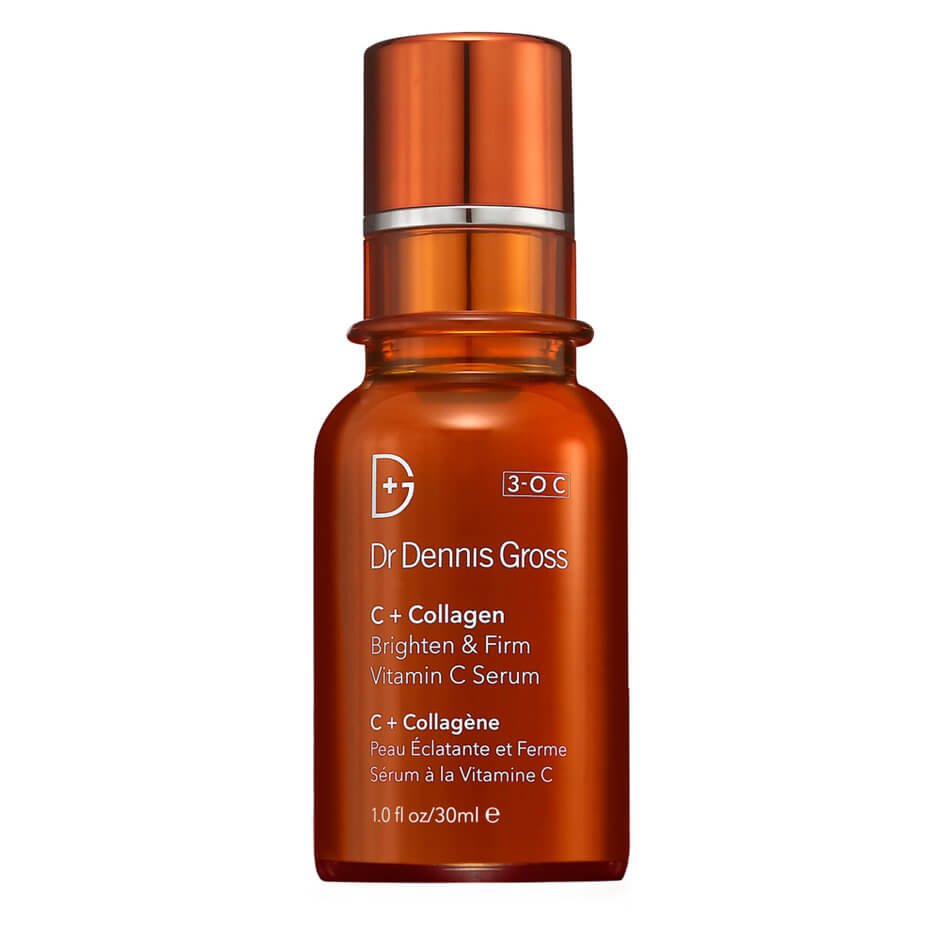 D+G
3-O C
Dr Dennis Gross
C + Collagen
Brighten & Firm
Vitamin C Serum
C + Collagène
Peau Éclatante et Ferme
Sérum à la Vitamine C
1.0 fl oz/30ml ℮